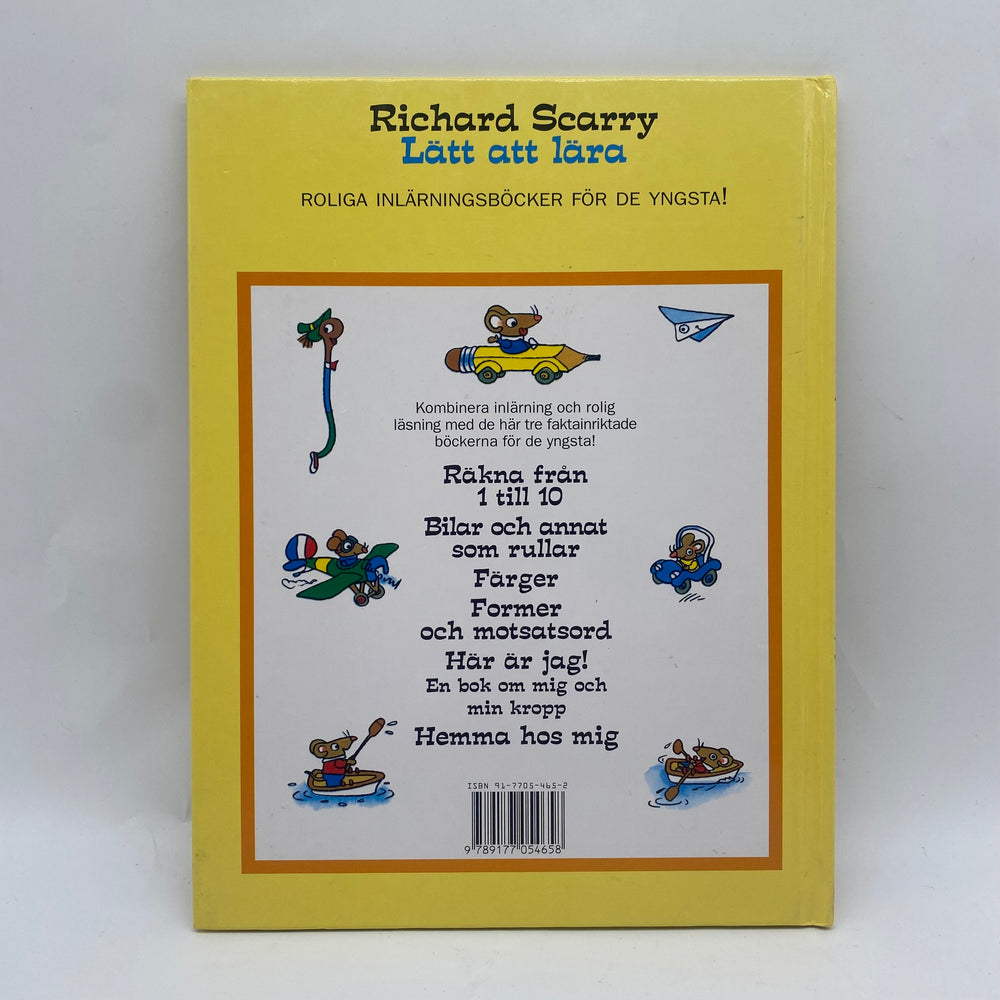 Richard Scarry
Lätt att lära
ROLIGA INLÄRNINGSBÖCKER FÖR DE YNGSTA!
Kombinera inlärning och rolig
läsning med de här tre faktainriktade
böckerna för de yngsta!
Räkna från
1 till 10
Bilar och annat
som rullar
Färger
Former
och motsatsord
Här är jag!
En bok om mig och
min kropp
Hemma hos mig
ISBN 91-7705-465-2
9 789177 054658